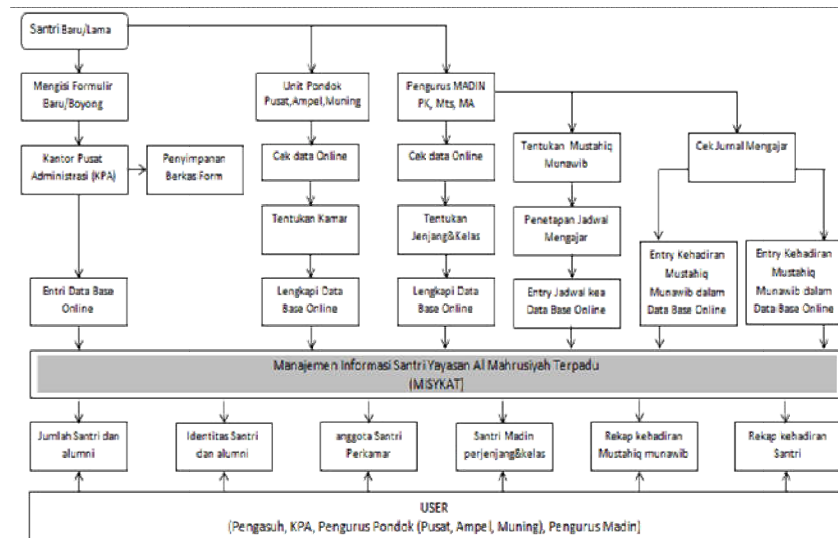 Santri Baru/Lama
Mengisi Formulir
Baru/Boyong
Unit Pondok
Pusat,Ampel,Muning
Pengurus MADIN
PK, Mts, MA
Kantor Pusat
Administrasi (KPA)
Penyimpanan
Berkas Form
Cek data Online
Cek data Online
Tentukan Mustahiq
Munawib
Cek Jurnal Mengajar
Tentukan Kamar
Tentukan
Jenjang&Kelas
Penetapan Jadwal
Mengajar
Entri Data Base
Online
Lengkapi Data
Base Online
Lengkapi Data
Base Online
Entry Jadwal kea
Data Base Online
Entry Kehadiran
Mustahiq
Munawib dalam
Data Base Online
Entry Kehadiran
Mustahiq
Munawib dalam
Data Base Online
Manajemen Informasi Santri Yayasan Al Mahrusiyah Terpadu
(MISYKAT]
Jumlah Santri dan
alumni
Identitas Santri
dan alumni
anggota Santri
Perkamar
Santri Madin
perjenjang&kelas
Rekap kehadiran
Mustahiq munawib
Rekap kehadiran
Santri
USER
(Pengasuh, KPA, Pengurus Pondok (Pusat, Ampel, Muning), Pengurus Madin]